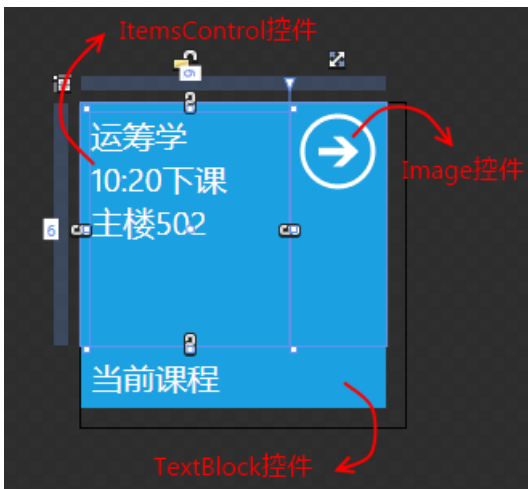 ItemsControl控件
6
运筹学
10:20下课
主楼502
Image控件
6
当前课程
TextBlock控件